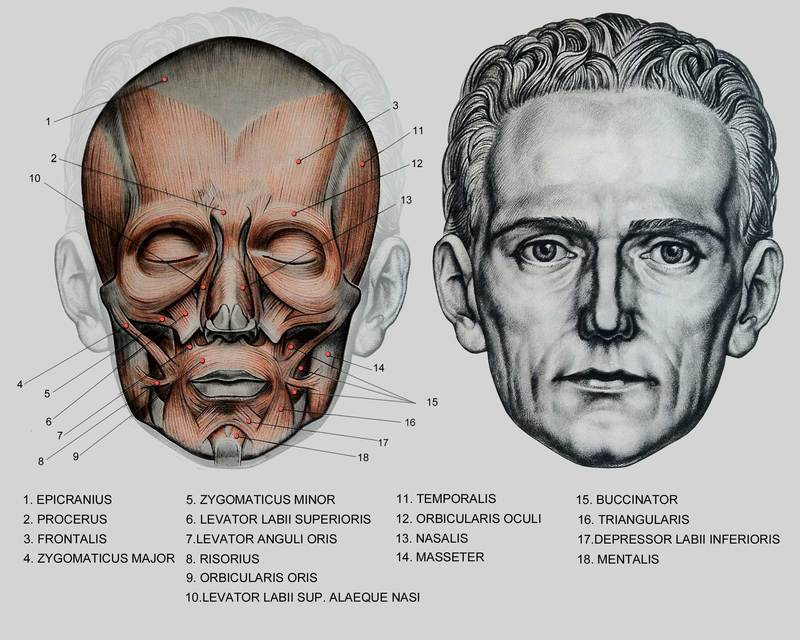 1
2
10
3
11
12
13
4
5
6
7
8
9
14
15
16
17
18
1. EPICRANIUS
2. PROCERUS
3. FRONTALIS
4. ZYGOMATICUS MAJOR
5. ZYGOMATICUS MINOR
6. LEVATOR LABII SUPERIORIS
7.LEVATOR ANGULI ORIS
8. RISORIUS
9. ORBICULARIS ORIS
10.LEVATOR LABII SUP. ALAEQUE NASI
11. TEMPORALIS
12. ORBICULARIS OCULI
13. NASALIS
14. MASSETER
15. BUCCINATOR
16. TRIANGULARIS
17.DEPRESSOR LABII INFERIORIS
18. MENTALIS